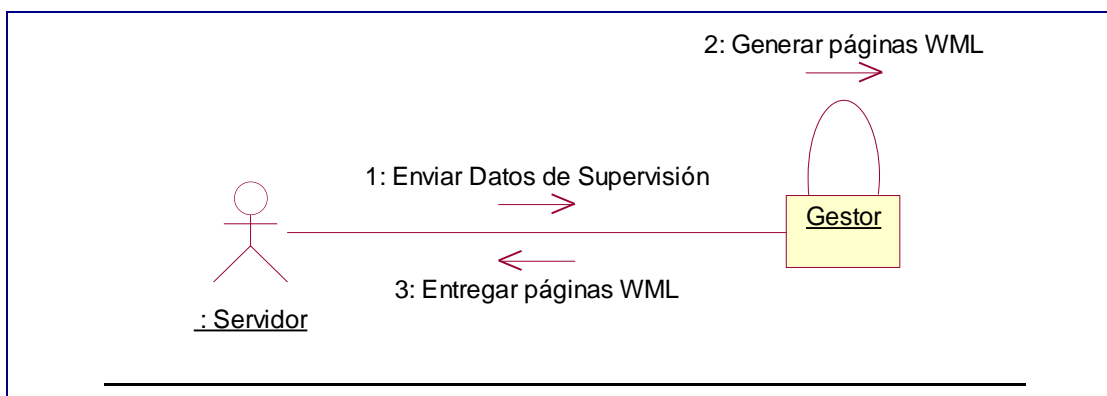 2: Generar páginas WML
1: Enviar Datos de Supervisión
Gestor
3: Entregar páginas WML
: Servidor